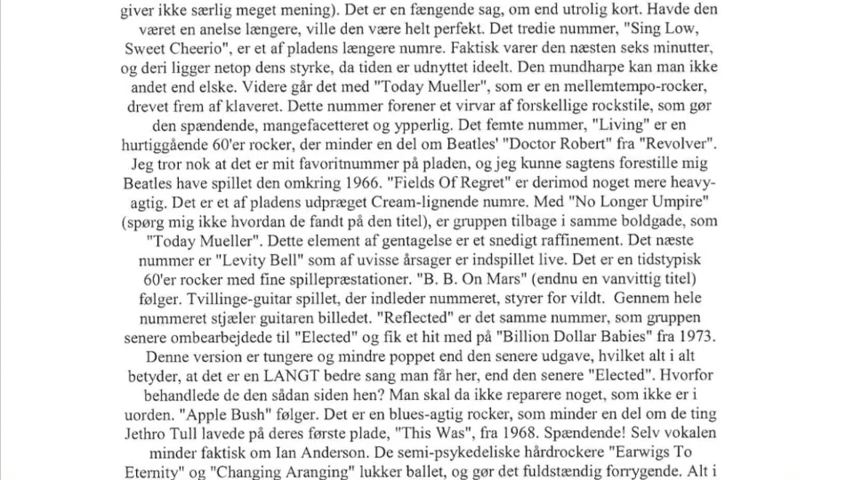 giver ikke særlig meget mening). Det er en fængende sag, om end utrolig kort. Havde den
været en anelse længere, ville den være helt perfekt. Det tredie nummer, "Sing Low,
Sweet Cheerio", er et af pladens længere numre. Faktisk varer den næsten seks minutter,
og deri ligger netop dens styrke, da tiden er udnyttet ideelt. Den mundharpe kan man ikke
andet end elske. Videre går det med "Today Mueller", som er en mellemtempo-rocker,
drevet frem af klaveret. Dette nummer forener et virvar af forskellige rockstile, som gør
den spændende, mangefacetteret og ypperlig. Det femte nummer, "Living" er en
hurtiggående 60'er rocker, der minder en del om Beatles' "Doctor Robert" fra "Revolver".
Jeg tror nok at det er mit favoritnummer på pladen, og jeg kunne sagtens forestille mig
Beatles have spillet den omkring 1966. "Fields Of Regret" er derimod noget mere heavy-
agtig. Det er et af pladens udpræget Cream-lignende numre. Med "No Longer Umpire"
(spørg mig ikke hvordan de fandt på den titel), er gruppen tilbage i samme boldgade, som
"Today Mueller". Dette element af gentagelse er et snedigt raffinement. Det næste
nummer er "Levity Bell" som af uvisse årsager er indspillet live. Det er en tidstypisk
60'er rocker med fine spillepræstationer. "B. B. On Mars" (endnu en vanvittig titel)
følger. Tvillinge-guitar spillet, der indleder nummeret, styrer for vildt. Gennem hele
nummeret stjæler guitaren billedet. "Reflected" er det samme nummer, som gruppen
senere ombearbejdede til "Elected" og fik et hit med på "Billion Dollar Babies" fra 1973.
Denne version er tungere og mindre poppet end den senere udgave, hvilket alt i alt
betyder, at det er en LANGT bedre sang man får her, end den senere "Elected". Hvorfor
behandlede de den sådan siden hen? Man skal da ikke reparere noget, som ikke er i
uorden. "Apple Bush" følger. Det er en blues-agtig rocker, som minder en del om de ting
Jethro Tull lavede på deres første plade, "This Was", fra 1968. Spændende! Selv vokalen
minder faktisk om Ian Anderson. De semi-psykedeliske hårdrockere "Earwigs To
Eternity" og "Changing Aranging" lukker ballet, og gør det fuldstændig forrygende. Alt i